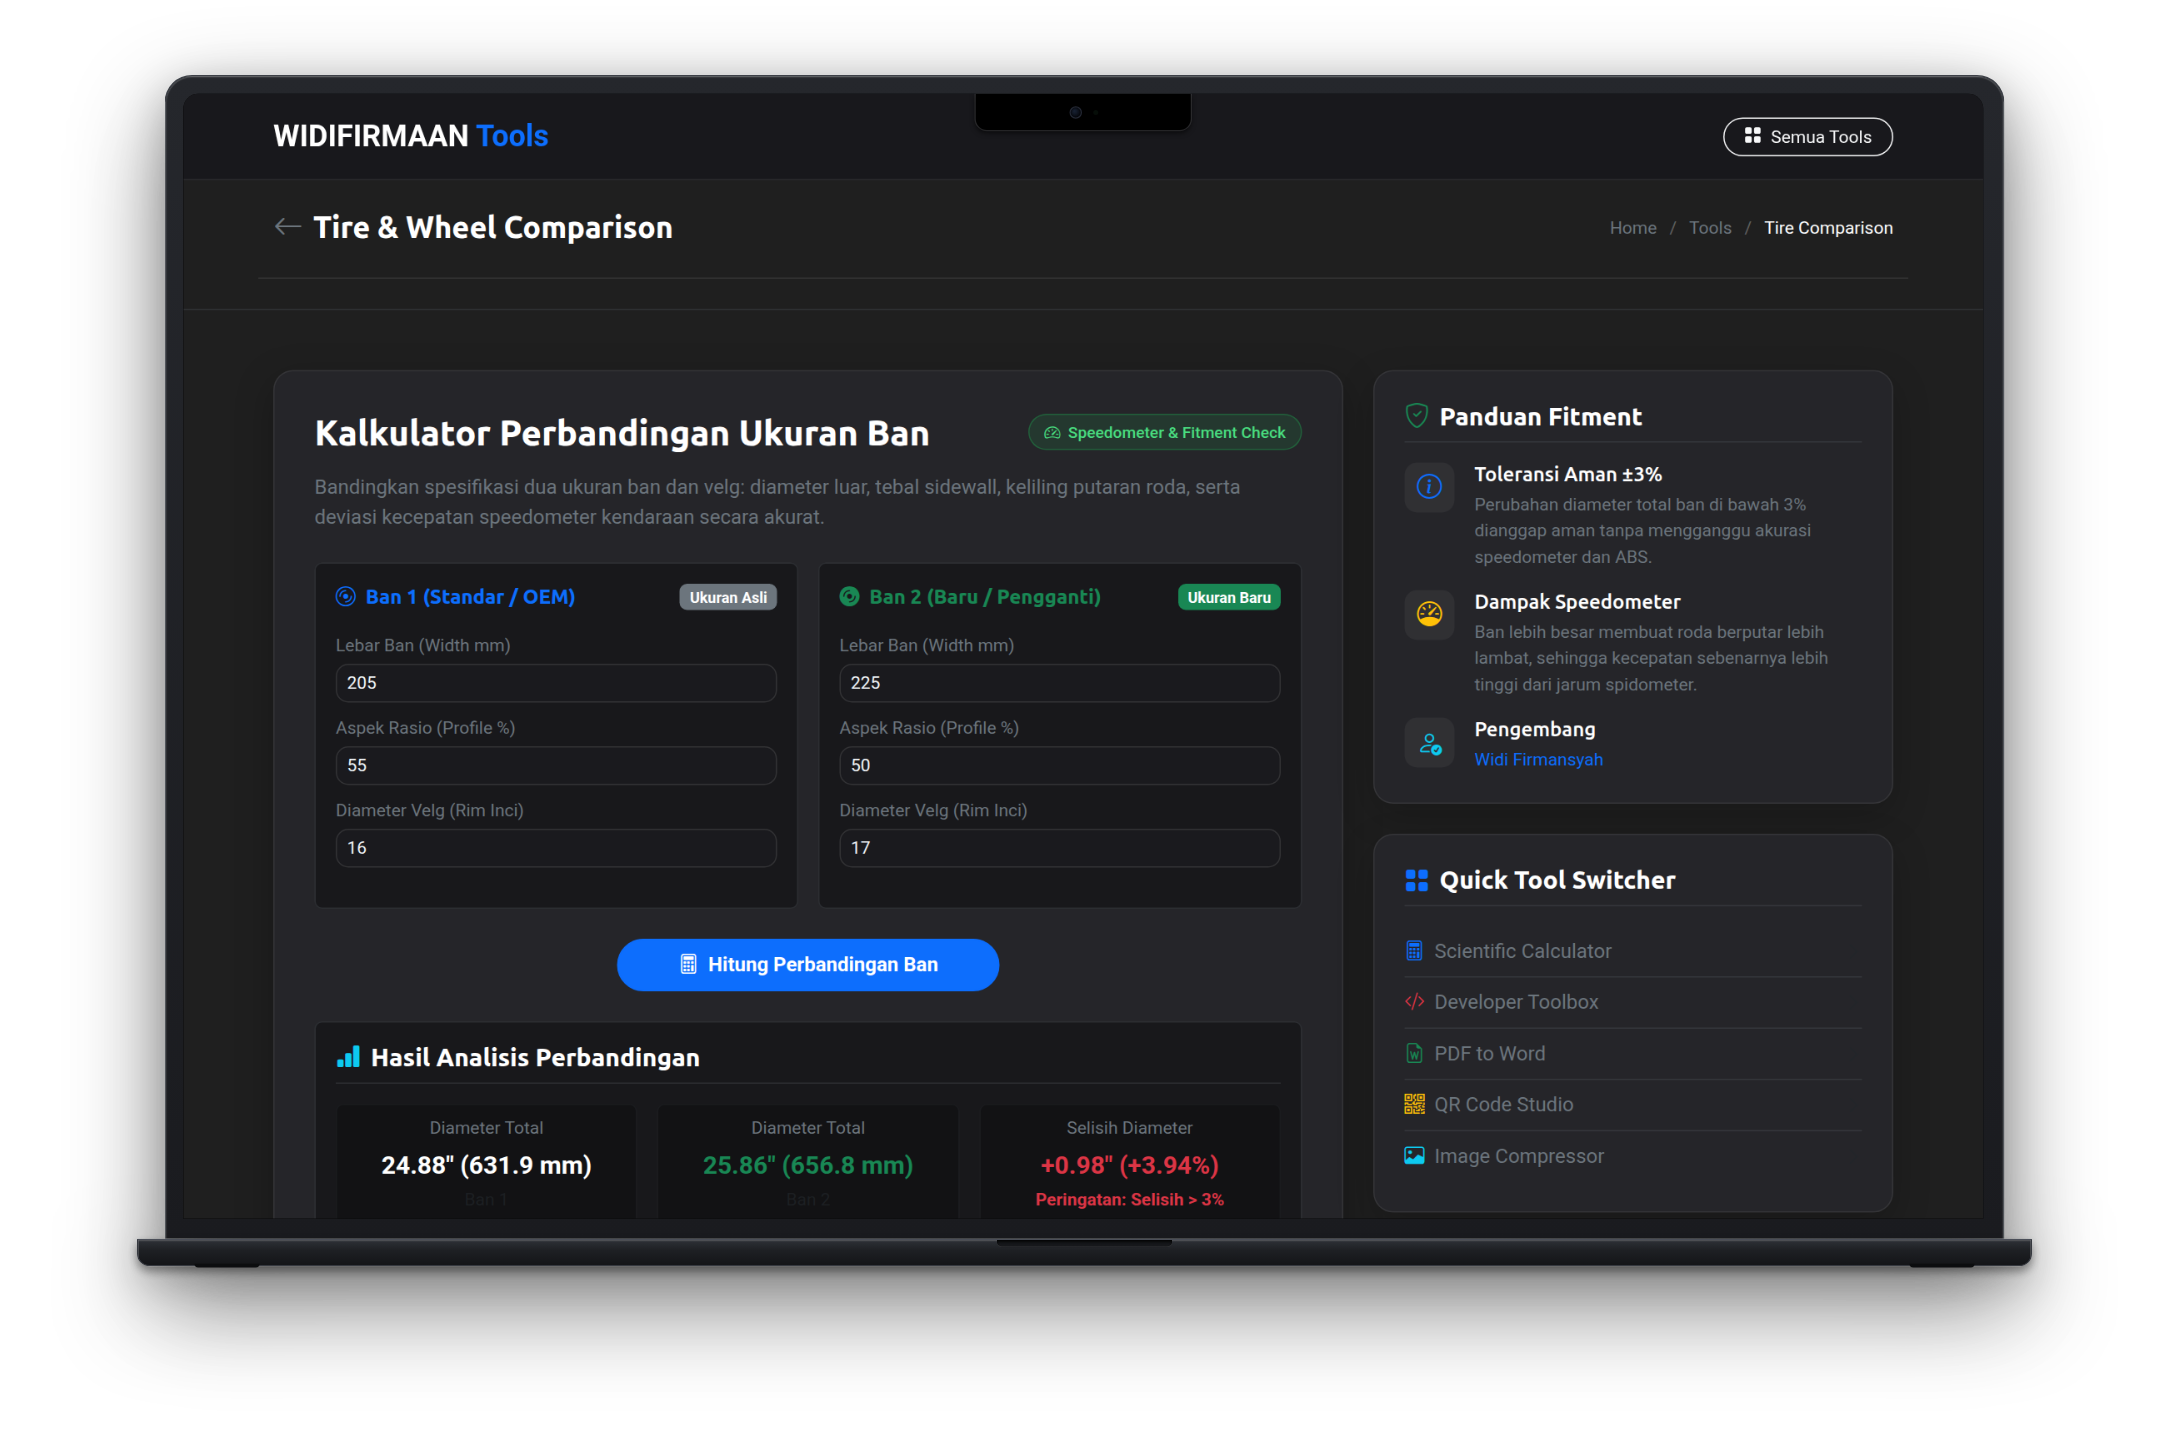 WIDIFIRMAAN Tools
Semua Tools
Tire & Wheel Comparison
Home / Tools / Tire Comparison
Kalkulator Perbandingan Ukuran Ban
Speedometer & Fitment Check
Bandingkan spesifikasi dua ukuran ban dan velg: diameter luar, tebal sidewall, keliling putaran roda, serta
deviasi kecepatan speedometer kendaraan secara akurat.
Ban 1 (Standar / OEM)
Ukuran Asli
Lebar Ban (Width mm)
205
Aspek Rasio (Profile %)
55
Diameter Velg (Rim Inci)
16
Ban 2 (Baru / Pengganti)
Ukuran Baru
Lebar Ban (Width mm)
225
Aspek Rasio (Profile %)
50
Diameter Velg (Rim Inci)
17
Hitung Perbandingan Ban
Hasil Analisis Perbandingan
Diameter Total
24.88" (631.9 mm)
Ban 1
Diameter Total
25.86" (656.8 mm)
Ban 2
Selisih Diameter
+0.98" (+3.94%)
Peringatan: Selisih > 3%
Panduan Fitment
Toleransi Aman ±3%
Perubahan diameter total ban di bawah 3%
dianggap aman tanpa mengganggu akurasi
speedometer dan ABS.
Dampak Speedometer
Ban lebih besar membuat roda berputar lebih
lambat, sehingga kecepatan sebenarnya lebih
tinggi dari jarum spidometer.
Pengembang
Widi Firmansyah
Quick Tool Switcher
Scientific Calculator
Developer Toolbox
PDF to Word
QR Code Studio
Image Compressor